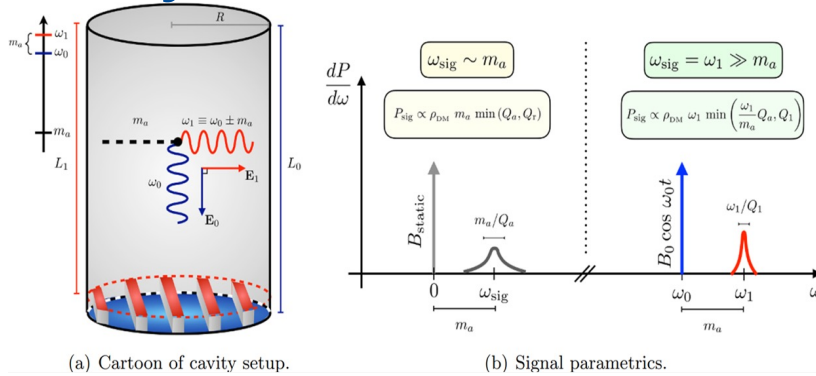 R
m_a {
ω_1
ω_0
m_a
L_1
L_0
m_a
ω_1 ≡ ω_0 ± m_a
ω_0
E_1
E_0
(a) Cartoon of cavity setup.
dP/dω
ω_sig ∼ m_a
P_sig ∝ ρ_DM m_a min (Q_a, Q_r)
B_static
m_a/Q_a
0
ω_sig
m_a
ω_sig = ω_1 ≫ m_a
P_sig ∝ ρ_DM ω_1 min (ω_1/m_a Q_a, Q_1)
B_0 cos ω_0 t
ω_1/Q_1
ω_0
ω_1
m_a
(b) Signal parametrics.